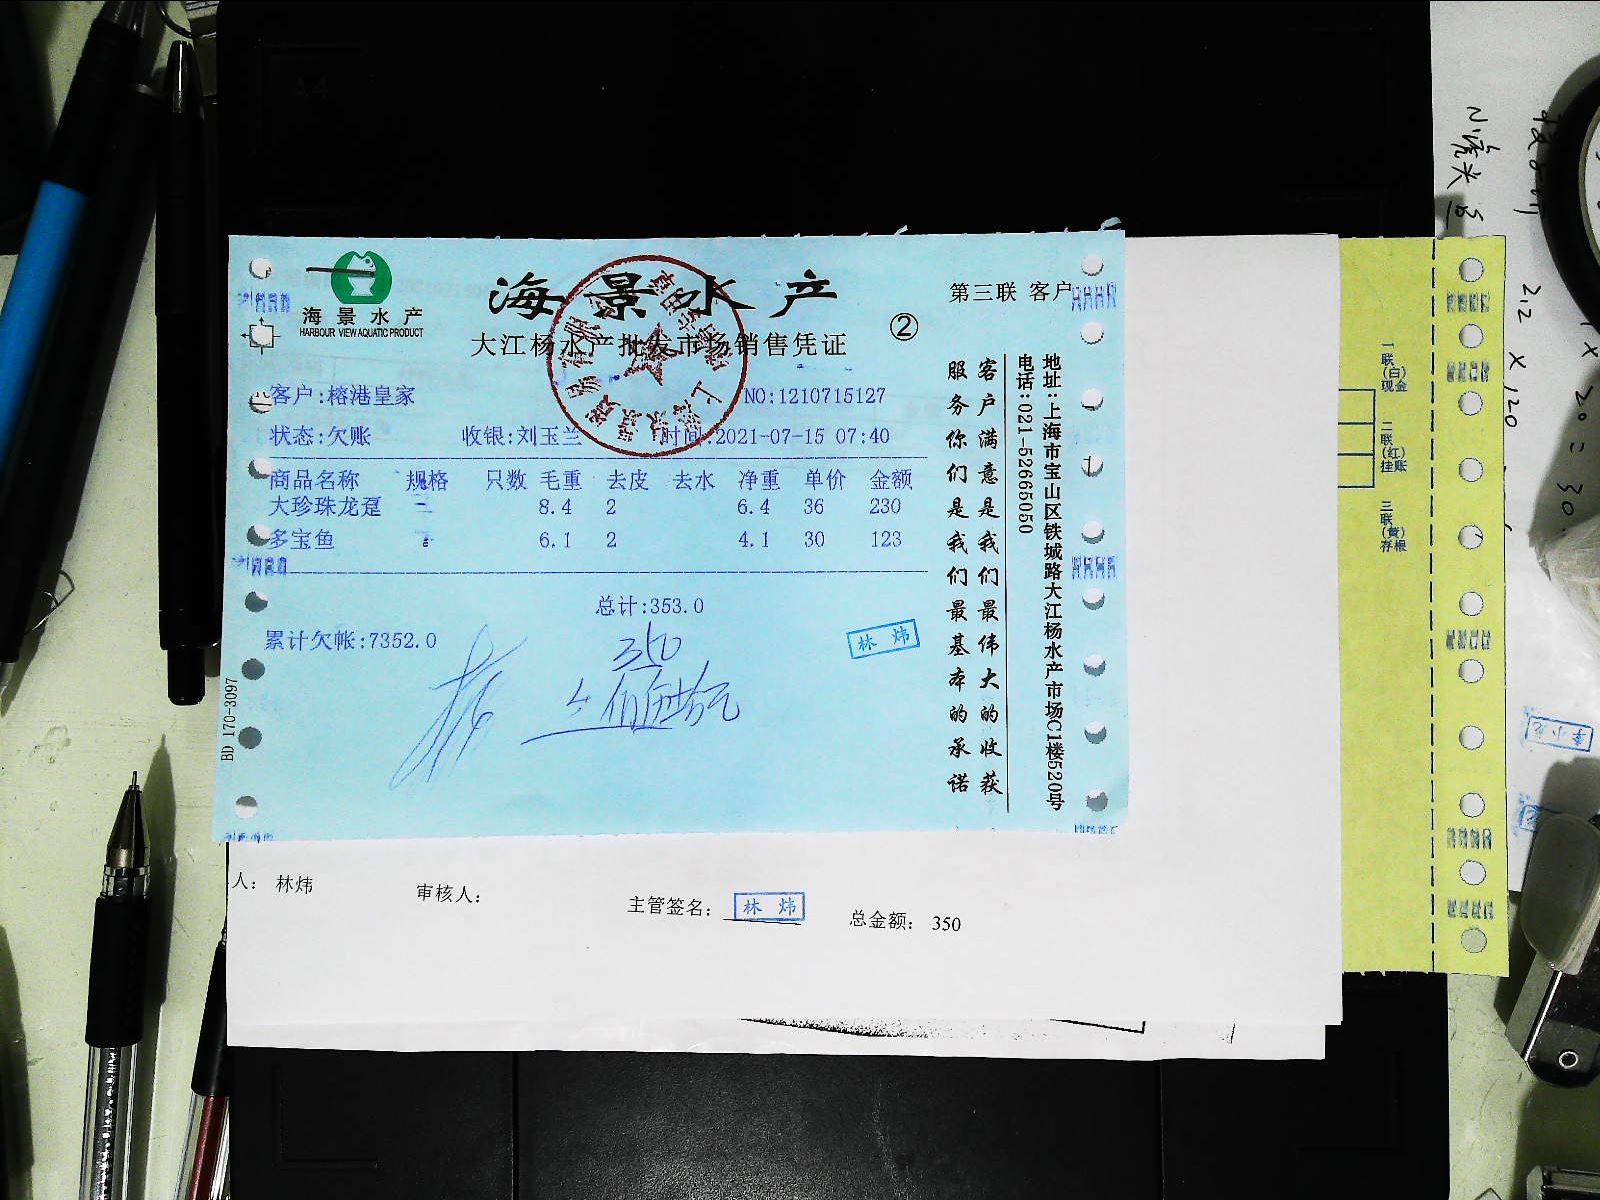 海景水产
HARBOUR VIEW AQUATIC PRODUCT
海景水产
第三联 客户
大江杨水产批发市场销售凭证
②
客户:榕港皇家
NO:1210715127
状态:欠账 收银:刘玉兰 时间:2021-07-15 07:40
商品名称 规格 只数 毛重 去皮 去水 净重 单价 金额
大珍珠龙趸 8.4 2 6.4 36 230
多宝鱼 6.1 2 4.1 30 123
总计:353.0
累计欠帐:7352.0
350
林炜
BD 170-3097
客户满意是我们最伟大的收获
服务你们是我们最基本的承诺
地址:上海市宝山区铁城路大江杨水产市场C1楼520号
电话:021-52665050
人: 林炜
审核人:
主管签名: 林炜
总金额: 350
一联(白)现金
二联(红)挂账
三联(黄)存根
2.2 x 120
李小龙